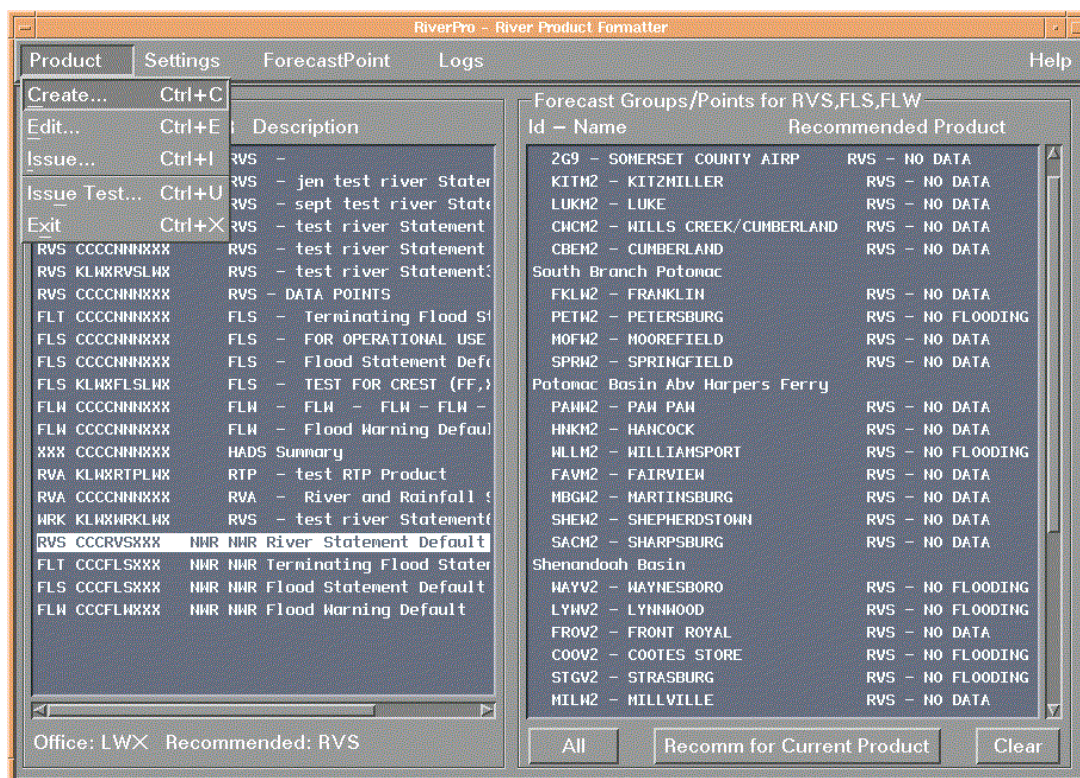 RiverPro - River Product Formatter
Product Settings ForecastPoint Logs Help
Create... Ctrl+C
Edit... Ctrl+E
Issue... Ctrl+I
Issue Test... Ctrl+U
Exit Ctrl+X
Description
RVS -
RVS - jen test river Stater
RVS - sept test river State
RVS - test river Statement
RVS CCCCNNNXXX RVS - test river Statement
RVS KLWXRVSLWX RVS - test river Statement3
RVS CCCCNNNXXX RVS - DATA POINTS
FLT CCCCNNNXXX FLS - Terminating Flood St
FLS CCCCNNNXXX FLS - FOR OPERATIONAL USE
FLS CCCCNNNXXX FLS - Flood Statement Defa
FLS KLWXFLSLWX FLS - TEST FOR CREST (FF,X
FLW CCCCNNNXXX FLW - FLW - FLW - FLW -
FLW CCCCNNNXXX FLW - Flood Warning Defaul
XXX CCCCNNNXXX HADS Summary
RVA KLWXRTPLWX RTP - test RTP Product
RVA CCCCNNNXXX RVA - River and Rainfall S
WRK KLWXWRKLWX RVS - test river Statement6
RVS CCCRVSXXX NWR NWR River Statement Default
FLT CCCFLSXXX NWR NWR Terminating Flood Stater
FLS CCCFLSXXX NWR NWR Flood Statement Default
FLW CCCFLWXXX NWR NWR Flood Warning Default
Office: LWX Recommended: RVS
Forecast Groups/Points for RVS,FLS,FLW
Id - Name Recommended Product
2G9 - SOMERSET COUNTY AIRP RVS - NO DATA
KITM2 - KITZMILLER RVS - NO DATA
LUKM2 - LUKE RVS - NO DATA
CWCM2 - WILLS CREEK/CUMBERLAND RVS - NO DATA
CBEM2 - CUMBERLAND RVS - NO DATA
South Branch Potomac
FKLW2 - FRANKLIN RVS - NO DATA
PETW2 - PETERSBURG RVS - NO FLOODING
MOFW2 - MOOREFIELD RVS - NO DATA
SPRW2 - SPRINGFIELD RVS - NO DATA
Potomac Basin Abv Harpers Ferry
PAWW2 - PAW PAW RVS - NO DATA
HNKM2 - HANCOCK RVS - NO DATA
WLLM2 - WILLIAMSPORT RVS - NO FLOODING
FAVM2 - FAIRVIEW RVS - NO DATA
MBGW2 - MARTINSBURG RVS - NO DATA
SHEW2 - SHEPHERDSTOWN RVS - NO DATA
SACM2 - SHARPSBURG RVS - NO DATA
Shenandoah Basin
WAYV2 - WAYNESBORO RVS - NO FLOODING
LYWV2 - LYNNWOOD RVS - NO FLOODING
FROV2 - FRONT ROYAL RVS - NO DATA
COOV2 - COOTES STORE RVS - NO FLOODING
STGV2 - STRASBURG RVS - NO FLOODING
MILW2 - MILLVILLE RVS - NO DATA
All Recomm for Current Product Clear